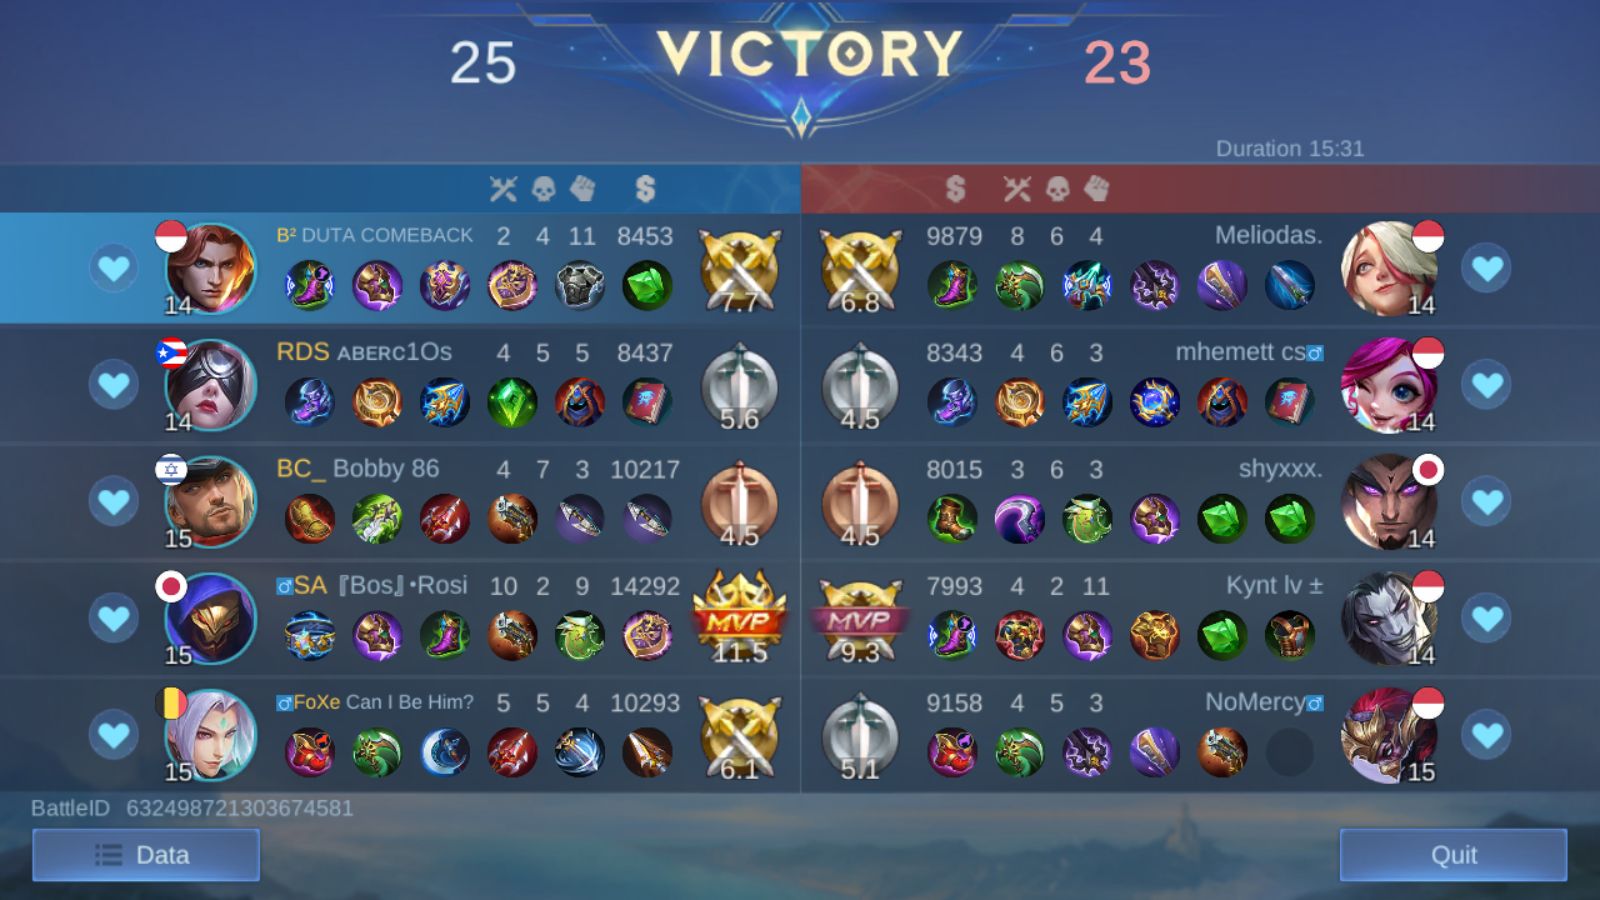 25 VICTORY 23
Duration 15:31
B² DUTA COMEBACK 2 4 11 8453
14 7.7
9879 8 6 4 Meliodas.
6.8 14
RDS ᴀʙᴇʀᴄ1Os 4 5 5 8437
14 5.6
8343 4 6 3 mhemett cs♂
4.5 14
BC_ Bobby 86 4 7 3 10217
15 4.5
8015 3 6 3 shyxxx.
4.5 14
♂SA『Bos』•Rosi 10 2 9 14292
15 MVP 11.5
7993 4 2 11 Kynt lv ±
MVP 9.3 14
♂FoXe Can I Be Him? 5 5 4 10293
15 6.1
9158 4 5 3 NoMercy♂
5.1 15
BattleID 632498721303674581
Data
Quit